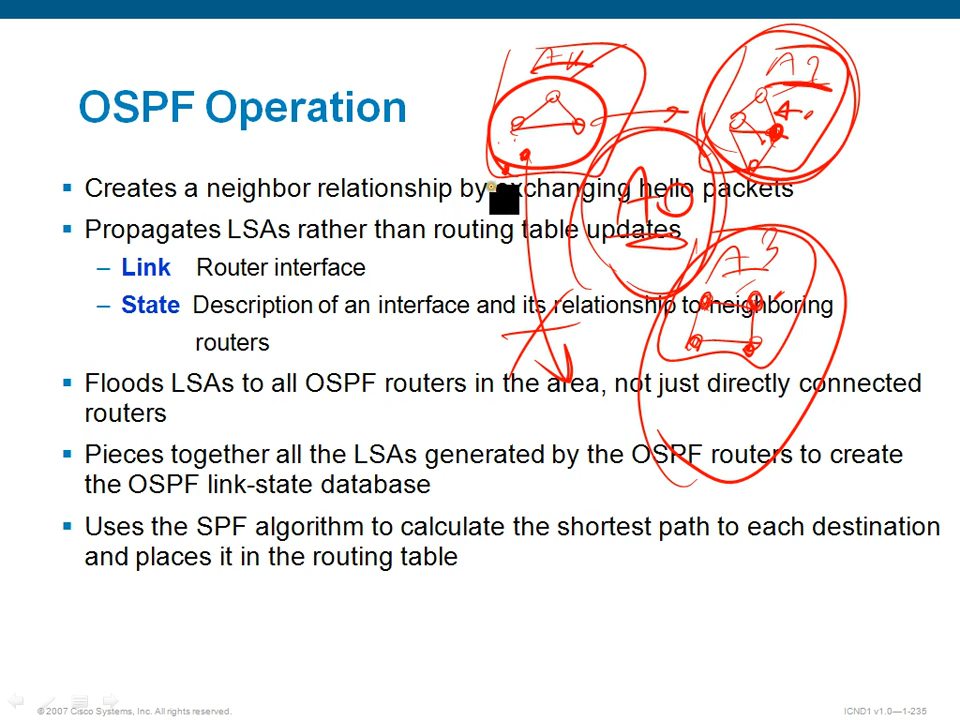 OSPF Operation
A2
A0
A3
▪ Creates a neighbor relationship by exchanging hello packets
▪ Propagates LSAs rather than routing table updates
– Link Router interface
– State Description of an interface and its relationship to neighboring
routers
▪ Floods LSAs to all OSPF routers in the area, not just directly connected
routers
▪ Pieces together all the LSAs generated by the OSPF routers to create
the OSPF link-state database
▪ Uses the SPF algorithm to calculate the shortest path to each destination
and places it in the routing table
© 2007 Cisco Systems, Inc. All rights reserved.
ICND1 v1.0—1-235